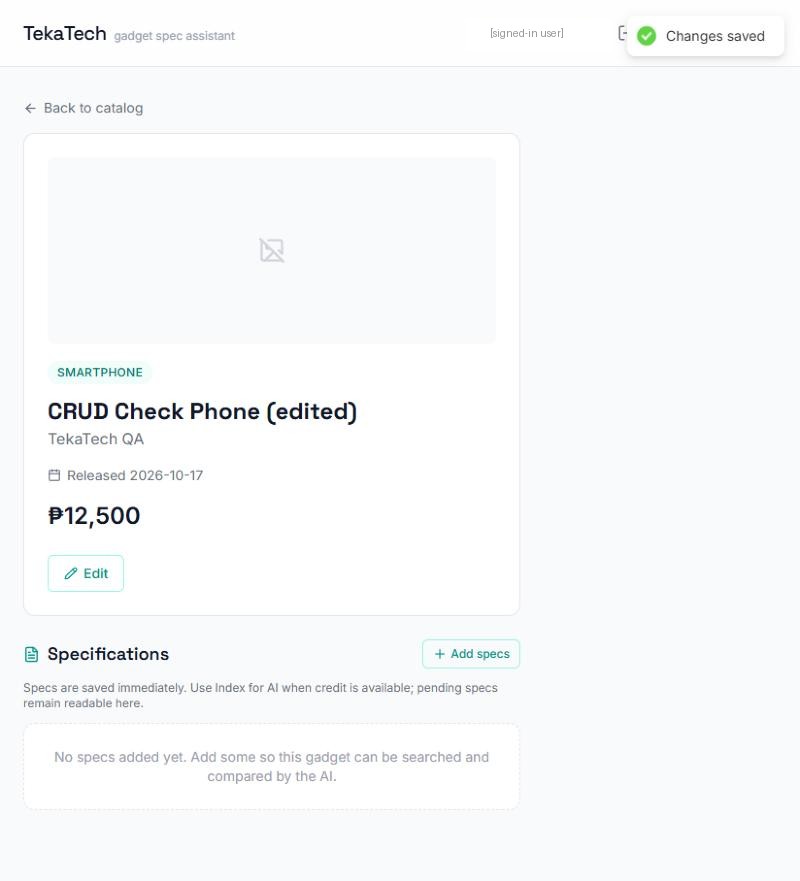 TekaTech gadget spec assistant
[signed-in user]
Changes saved
Back to catalog
SMARTPHONE
CRUD Check Phone (edited)
TekaTech QA
Released 2026-10-17
₱12,500
Edit
Specifications
Add specs
Specs are saved immediately. Use Index for AI when credit is available; pending specs
remain readable here.
No specs added yet. Add some so this gadget can be searched and
compared by the AI.